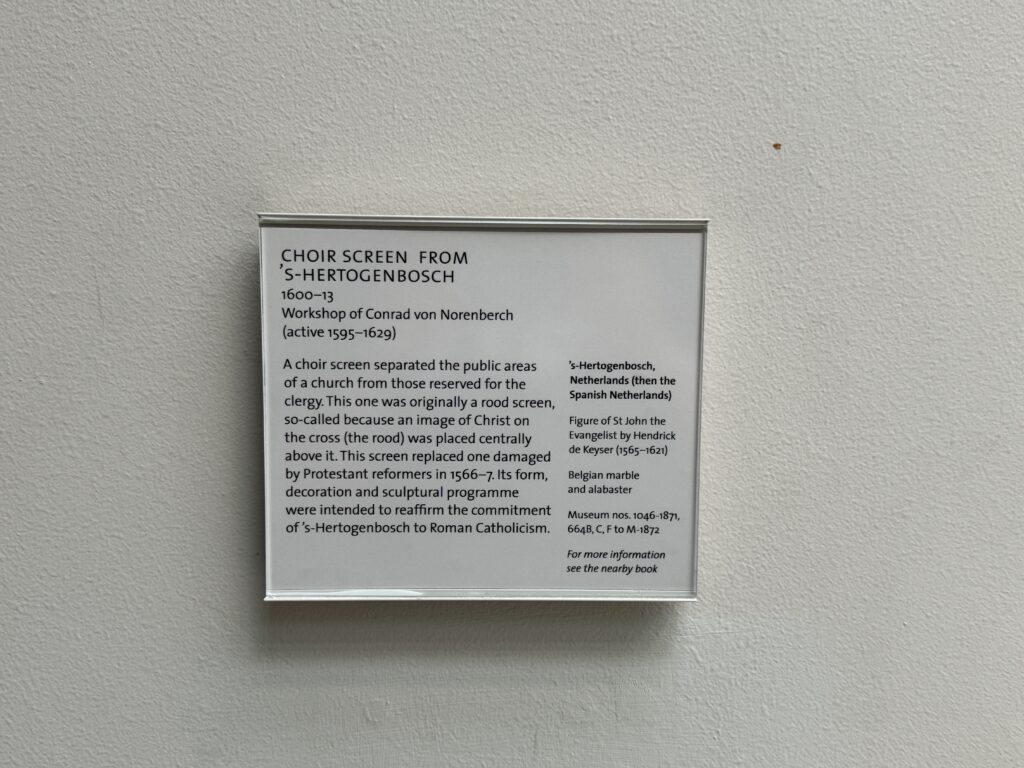 CHOIR SCREEN FROM
’S-HERTOGENBOSCH
1600–13
Workshop of Conrad von Norenberch
(active 1595–1629)
A choir screen separated the public areas
of a church from those reserved for the
clergy. This one was originally a rood screen,
so-called because an image of Christ on
the cross (the rood) was placed centrally
above it. This screen replaced one damaged
by Protestant reformers in 1566–7. Its form,
decoration and sculptural programme
were intended to reaffirm the commitment
of ’s-Hertogenbosch to Roman Catholicism.
’s-Hertogenbosch,
Netherlands (then the
Spanish Netherlands)
Figure of St John the
Evangelist by Hendrick
de Keyser (1565–1621)
Belgian marble
and alabaster
Museum nos. 1046-1871,
664B, C, F to M-1872
For more information
see the nearby book